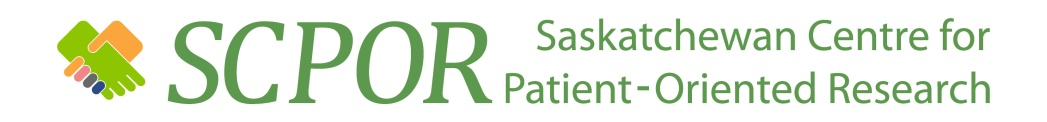 SCPOR
Saskatchewan Centre for
Patient-Oriented Research